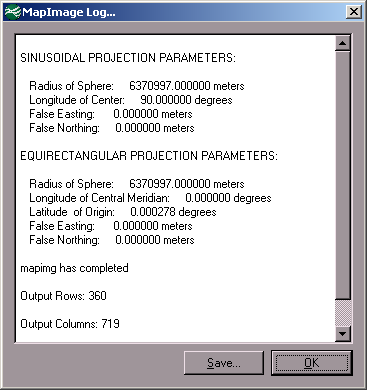 MapImage Log...
SINUSOIDAL PROJECTION PARAMETERS:
Radius of Sphere: 6370997.000000 meters
Longitude of Center: 90.000000 degrees
False Easting: 0.000000 meters
False Northing: 0.000000 meters
EQUIRECTANGULAR PROJECTION PARAMETERS:
Radius of Sphere: 6370997.000000 meters
Longitude of Central Meridian: 0.000000 degrees
Latitude of Origin: 0.000278 degrees
False Easting: 0.000000 meters
False Northing: 0.000000 meters
mapimg has completed
Output Rows: 360
Output Columns: 719
Save...
OK